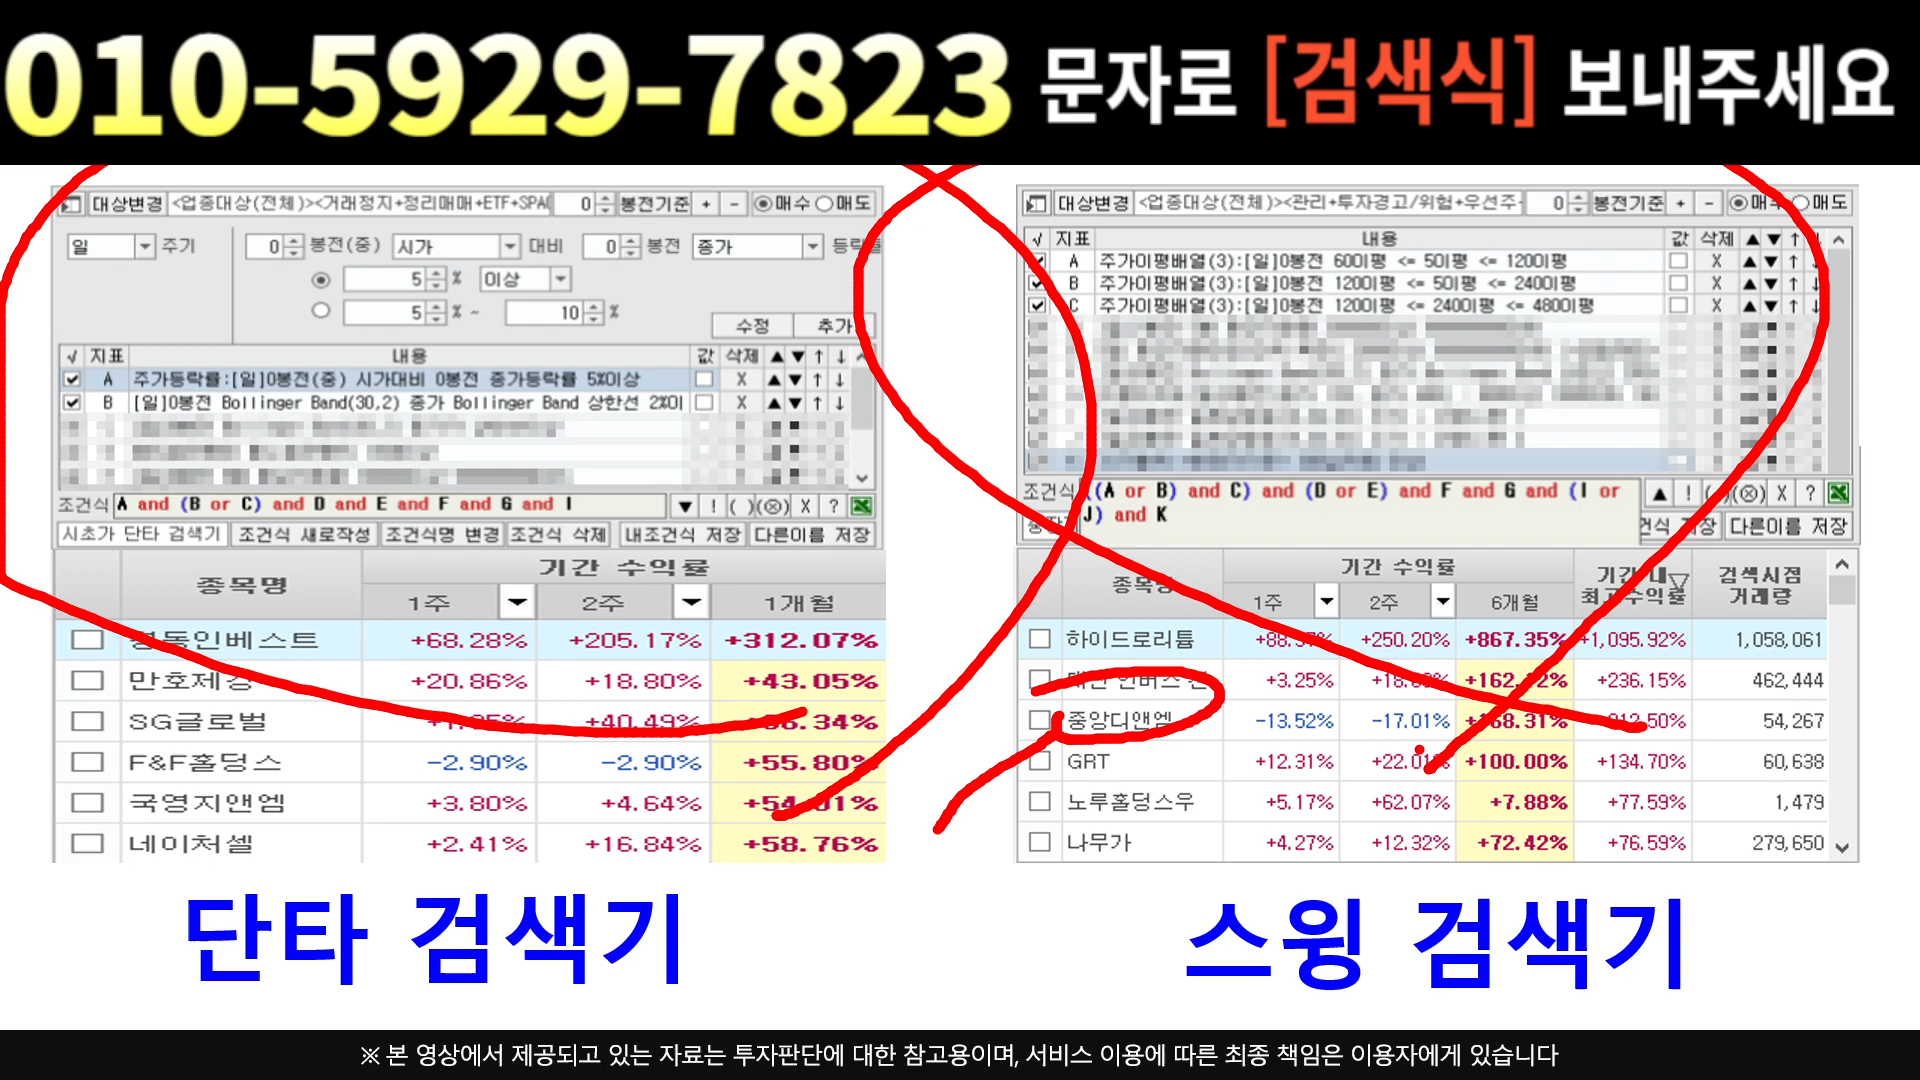 010-5929-7823 문자로 [검색식] 보내주세요
대상변경 <업종대상(전체)><거래정지+정리매매+ETF+SPA( 0 봉전기준 + - 매수 매도
일 주기 0 봉전(중) 시가 대비 0 봉전 종가
5 % 이상
5 % ~ 10 %
수정 추가
√ 지표 내용 값 삭제 ▲ ▼ ↑ ↓
A 주가등락률:[일]0봉전(중) 시가대비 0봉전 종가등락률 5%이상 X ▲ ▼ ↑ ↓
B [일]0봉전 Bollinger Band(30,2) 종가 Bollinger Band 상한선 2%이 X ▲ ▼ ↑ ↓
조건식 A and (B or C) and D and E and F and G and I ▼ ! ( ) (⊗) X ?
시초가 단타 검색기 조건식 새로작성 조건식명 변경 조건식 삭제 내조건식 저장 다른이름 저장
종목명 기간 수익률
1주 2주 1개월
+68.28% +205.17% +312.07%
만호제강 +20.86% +18.80% +43.05%
SG글로벌 +40.49%
F&F홀딩스 -2.90% -2.90% +55.80%
국영지앤엠 +3.80% +4.64%
네이처셀 +2.41% +16.84% +58.76%
단타 검색기
대상변경 <업종대상(전체)><관리+투자경고/위험+우선주+ 0 봉전기준 + - 매수 매도
√ 지표 내용 값 삭제 ▲ ▼ ↑
A 주가이평배열(3):[일]0봉전 60이평 <= 5이평 <= 120이평 X ▲ ▼ ↑
B 주가이평배열(3):[일]0봉전 120이평 <= 5이평 <= 240이평 X ▲ ▼ ↑ ↓
C 주가이평배열(3):[일]0봉전 120이평 <= 240이평 <= 480이평 X ▲ ▼ ↑ ↓
조건식 ((A or B) and C) and (D or E) and F and G and (I or ▲ ! (⊗) X ?
J) and K 저장 다른이름 저장
종목명 기간 수익률 기간 내 최고수익률 검색시점 거래량
1주 2주 6개월
하이드로리튬 +250.20% +867.35% +1,095.92% 1,058,061
+3.25% +236.15% 462,444
중앙디앤엠 -13.52% -17.01% 54,267
GRT +12.31% +100.00% +134.70% 60,638
노루홀딩스우 +5.17% +62.07% +7.88% +77.59% 1,479
나무가 +4.27% +12.32% +72.42% +76.59% 279,650
스윙 검색기
※ 본 영상에서 제공되고 있는 자료는 투자판단에 대한 참고용이며, 서비스 이용에 따른 최종 책임은 이용자에게 있습니다